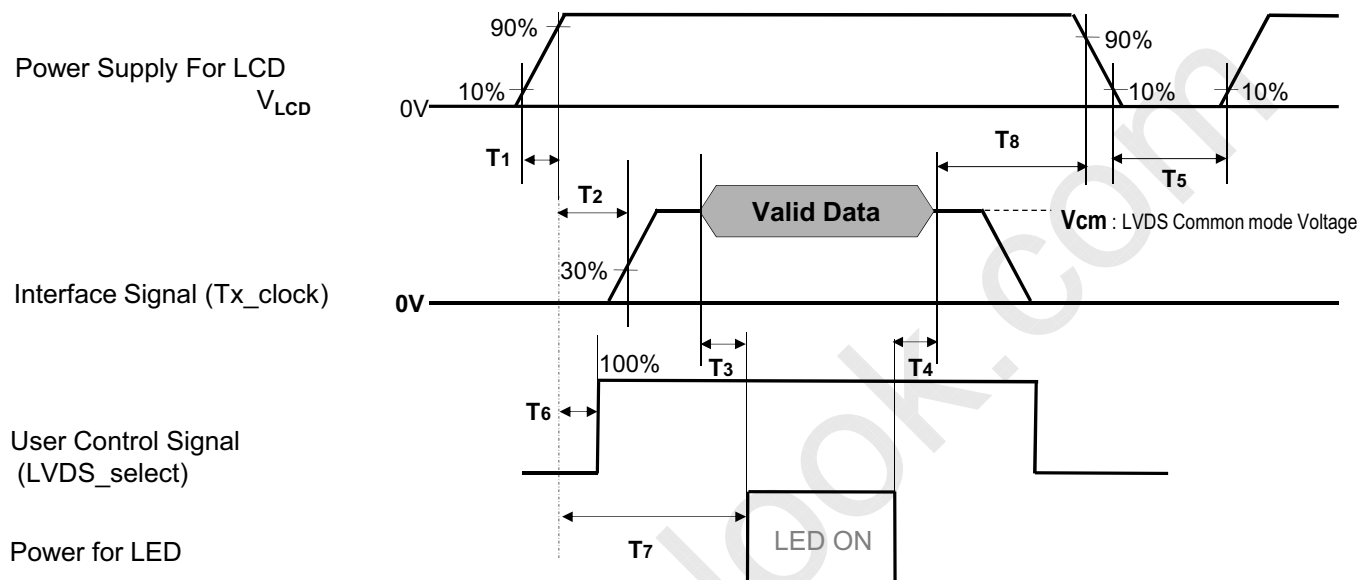 90%
90%
Power Supply For LCD
VLCD
10%
10%
10%
0V
T1
T8
T5
T2
Valid Data
Vcm : LVDS Common mode Voltage
30%
Interface Signal (Tx_clock)
0V
T3
T4
100%
T6
User Control Signal
(LVDS_select)
T7
LED ON
Power for LED
look.com